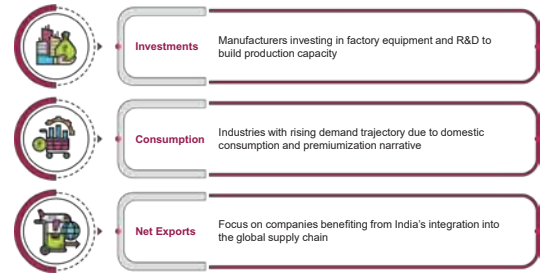 Investments
Manufacturers investing in factory equipment and R&D to
build production capacity
Consumption
Industries with rising demand trajectory due to domestic
consumption and premiumization narrative
Net Exports
Focus on companies benefiting from India's integration into
the global supply chain